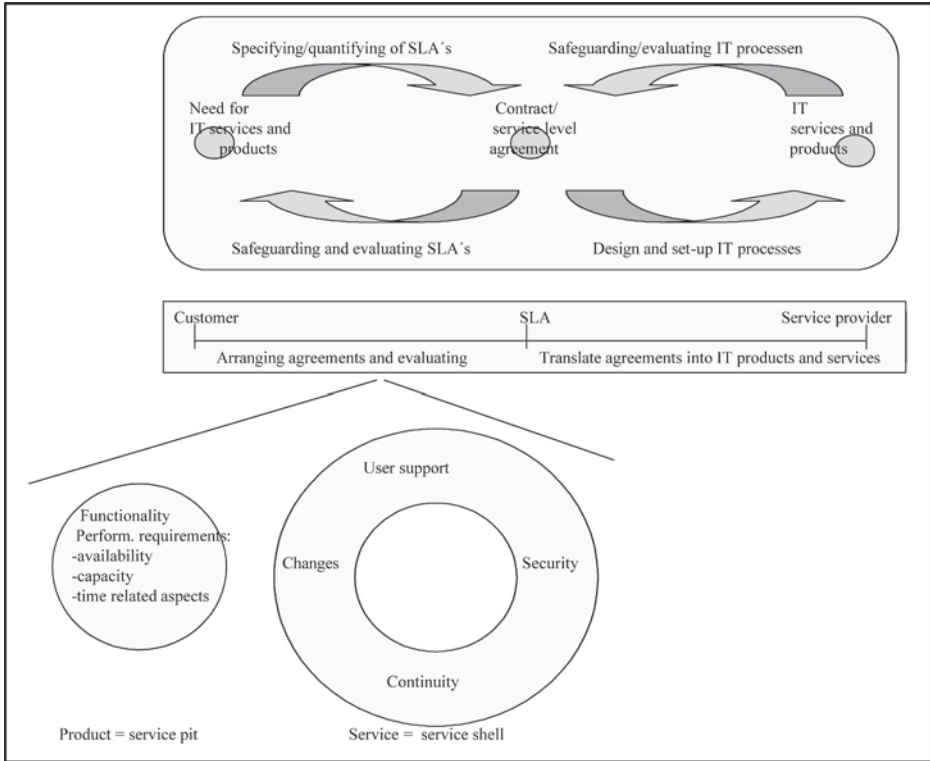 Specifying/quantifying of SLA´s
Safeguarding/evaluating IT processen
Need for
IT services and
products
Contract/
service level
agreement
IT
services and
products
Safeguarding and evaluating SLA´s
Design and set-up IT processes
Customer
SLA
Service provider
Arranging agreements and evaluating
Translate agreements into IT products and services
Functionality
Perform. requirements:
-availability
-capacity
-time related aspects
User support
Changes
Security
Continuity
Product = service pit
Service = service shell